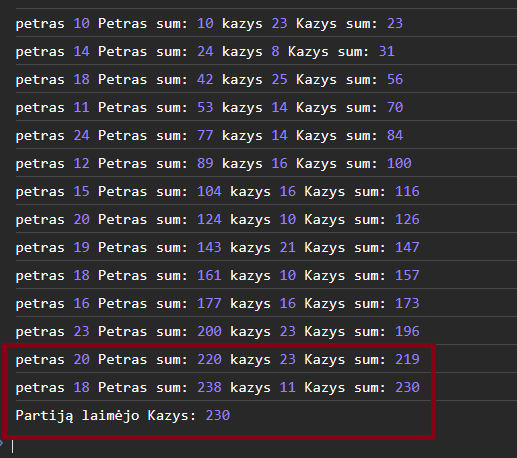 petras 10 Petras sum: 10 kazys 23 Kazys sum: 23
petras 14 Petras sum: 24 kazys 8 Kazys sum: 31
petras 18 Petras sum: 42 kazys 25 Kazys sum: 56
petras 11 Petras sum: 53 kazys 14 Kazys sum: 70
petras 24 Petras sum: 77 kazys 14 Kazys sum: 84
petras 12 Petras sum: 89 kazys 16 Kazys sum: 100
petras 15 Petras sum: 104 kazys 16 Kazys sum: 116
petras 20 Petras sum: 124 kazys 10 Kazys sum: 126
petras 19 Petras sum: 143 kazys 21 Kazys sum: 147
petras 18 Petras sum: 161 kazys 10 Kazys sum: 157
petras 16 Petras sum: 177 kazys 16 Kazys sum: 173
petras 23 Petras sum: 200 kazys 23 Kazys sum: 196
petras 20 Petras sum: 220 kazys 23 Kazys sum: 219
petras 18 Petras sum: 238 kazys 11 Kazys sum: 230
Partiją laimėjo Kazys: 230